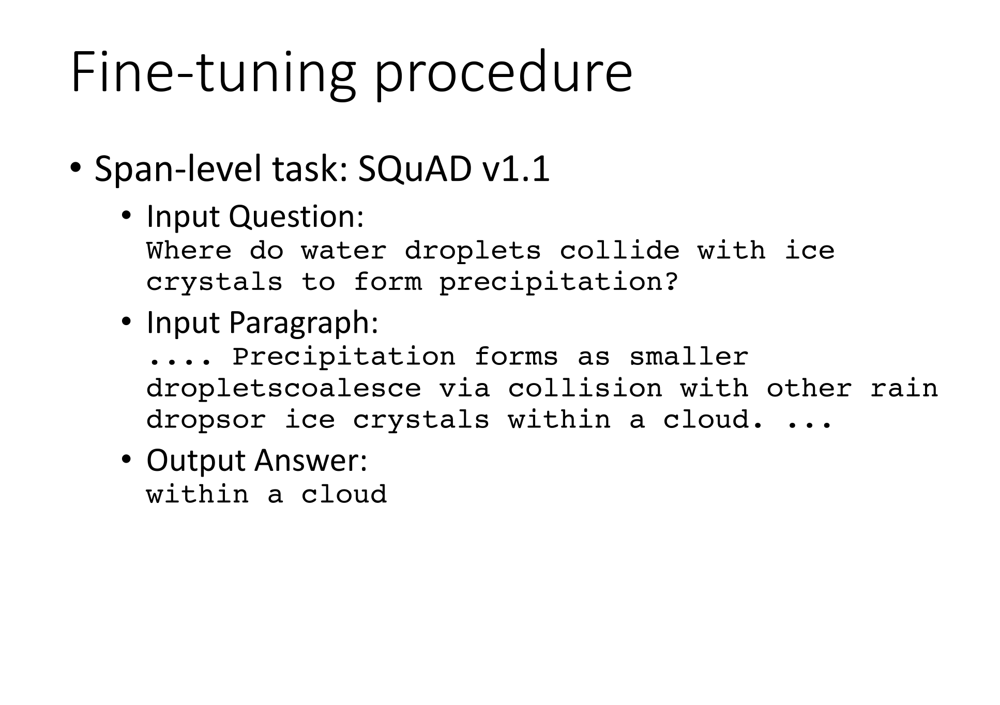 Fine-tuning procedure
• Span-level task: SQuAD v1.1
• Input Question:
Where do water droplets collide with ice
crystals to form precipitation?
• Input Paragraph:
.... Precipitation forms as smaller
dropletscoalesce via collision with other rain
dropsor ice crystals within a cloud. ...
• Output Answer:
within a cloud